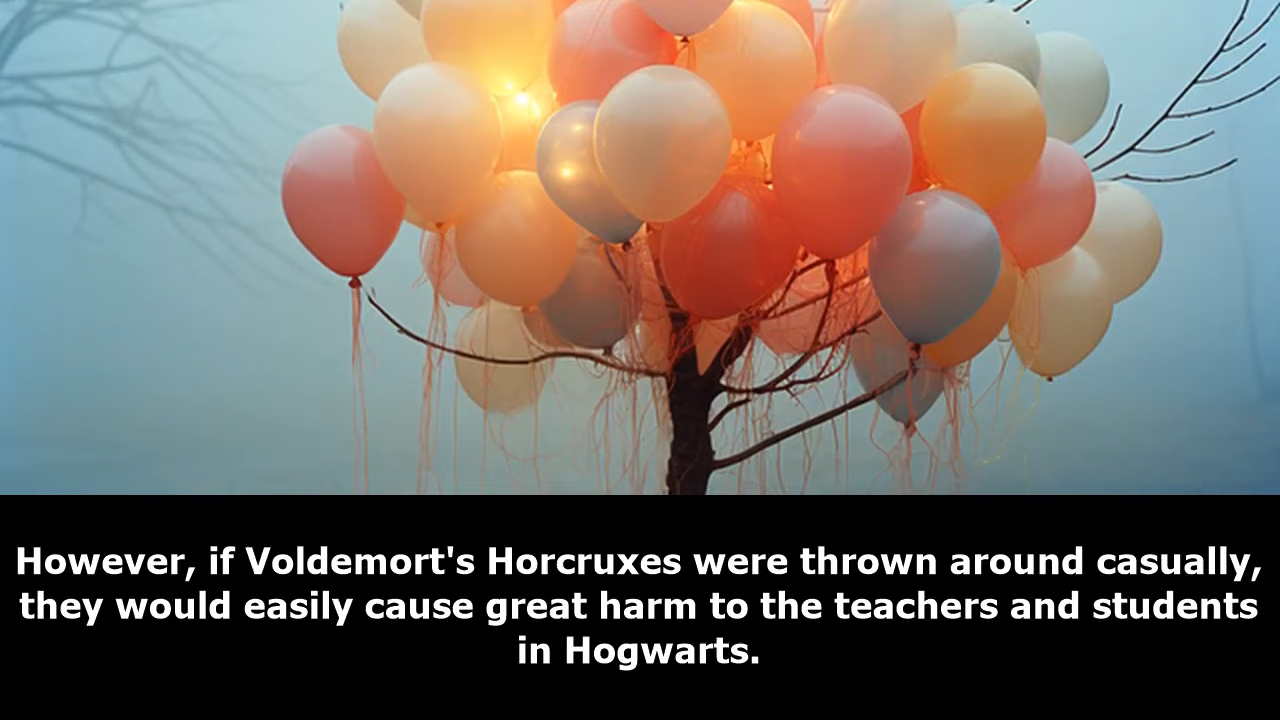 However, if Voldemort's Horcruxes were thrown around casually,
they would easily cause great harm to the teachers and students
in Hogwarts.